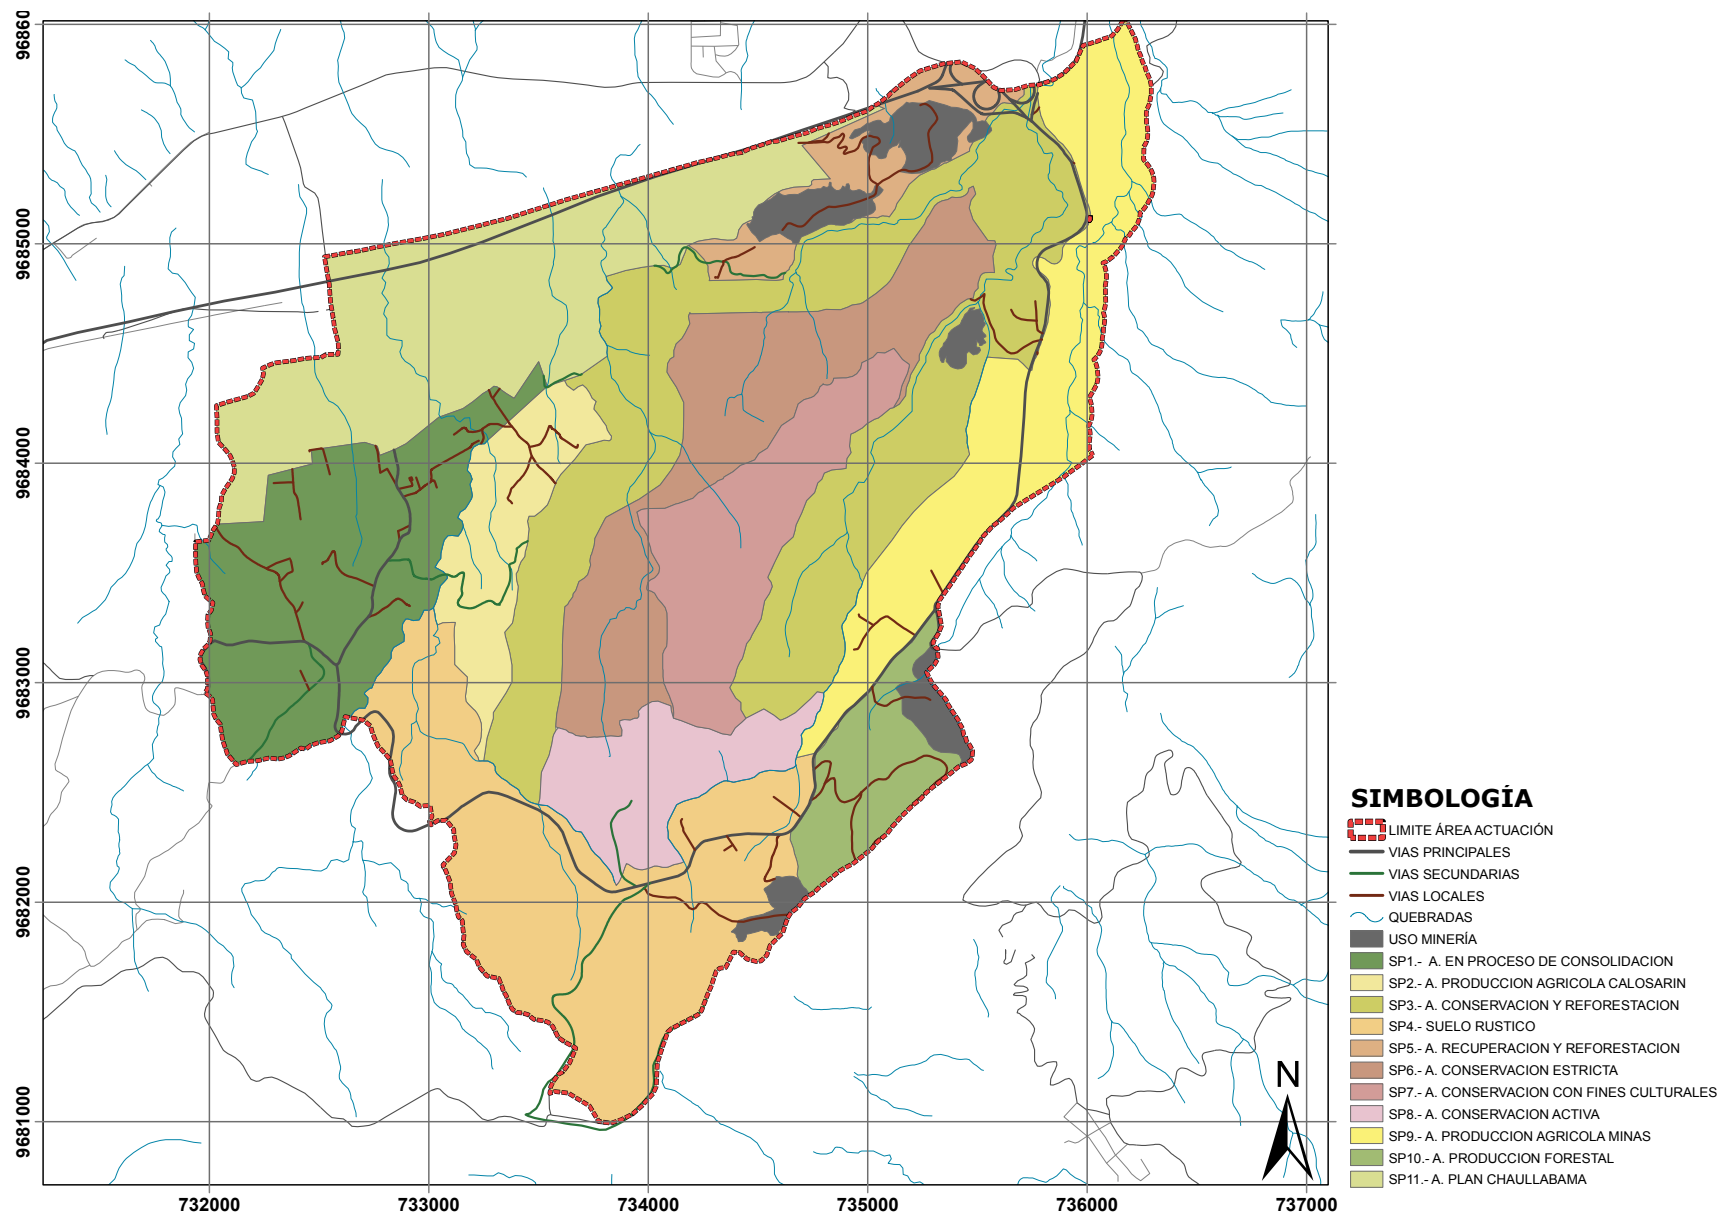 96860
9685000
9684000
9683000
9682000
9681000
732000
733000
734000
735000
736000
737000
N
SIMBOLOGÍA
LIMITE ÁREA ACTUACIÓN
VIAS PRINCIPALES
VIAS SECUNDARIAS
VIAS LOCALES
QUEBRADAS
USO MINERÍA
SP1.- A. EN PROCESO DE CONSOLIDACION
SP2.- A. PRODUCCION AGRICOLA CALOSARIN
SP3.- A. CONSERVACION Y REFORESTACION
SP4.- SUELO RUSTICO
SP5.- A. RECUPERACION Y REFORESTACION
SP6.- A. CONSERVACION ESTRICTA
SP7.- A. CONSERVACION CON FINES CULTURALES
SP8.- A. CONSERVACION ACTIVA
SP9.- A. PRODUCCION AGRICOLA MINAS
SP10.- A. PRODUCCION FORESTAL
SP11.- A. PLAN CHAULLABAMA